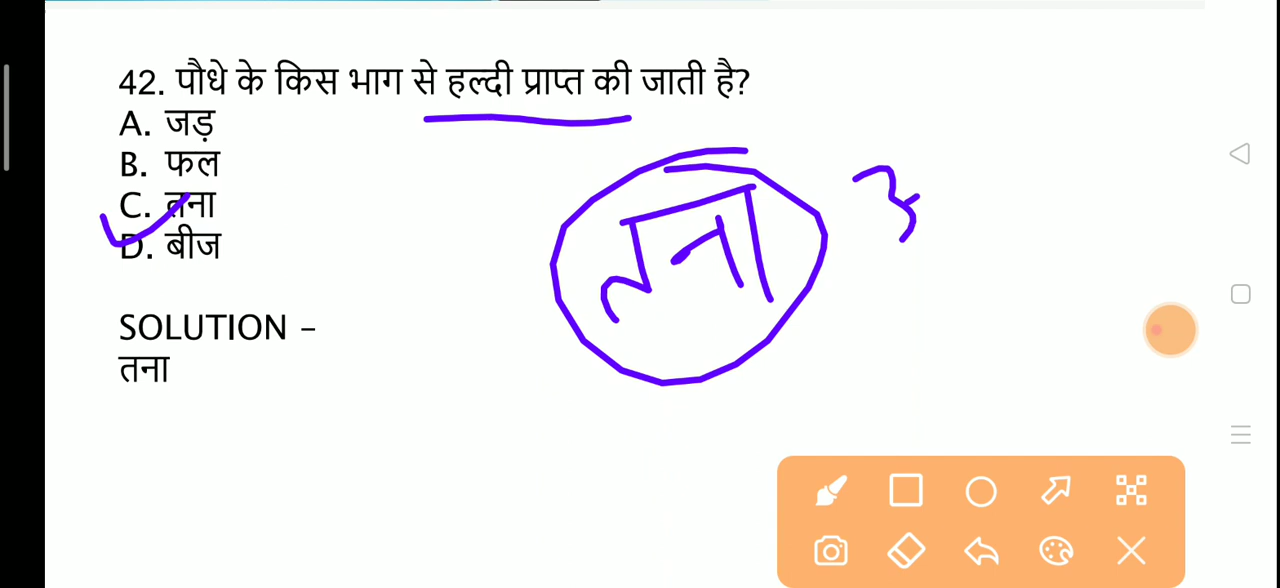 42. पौधे के किस भाग से हल्दी प्राप्त की जाती है?
A. जड़
B. फल
C. तना
D. बीज
तना
SOLUTION –
तना